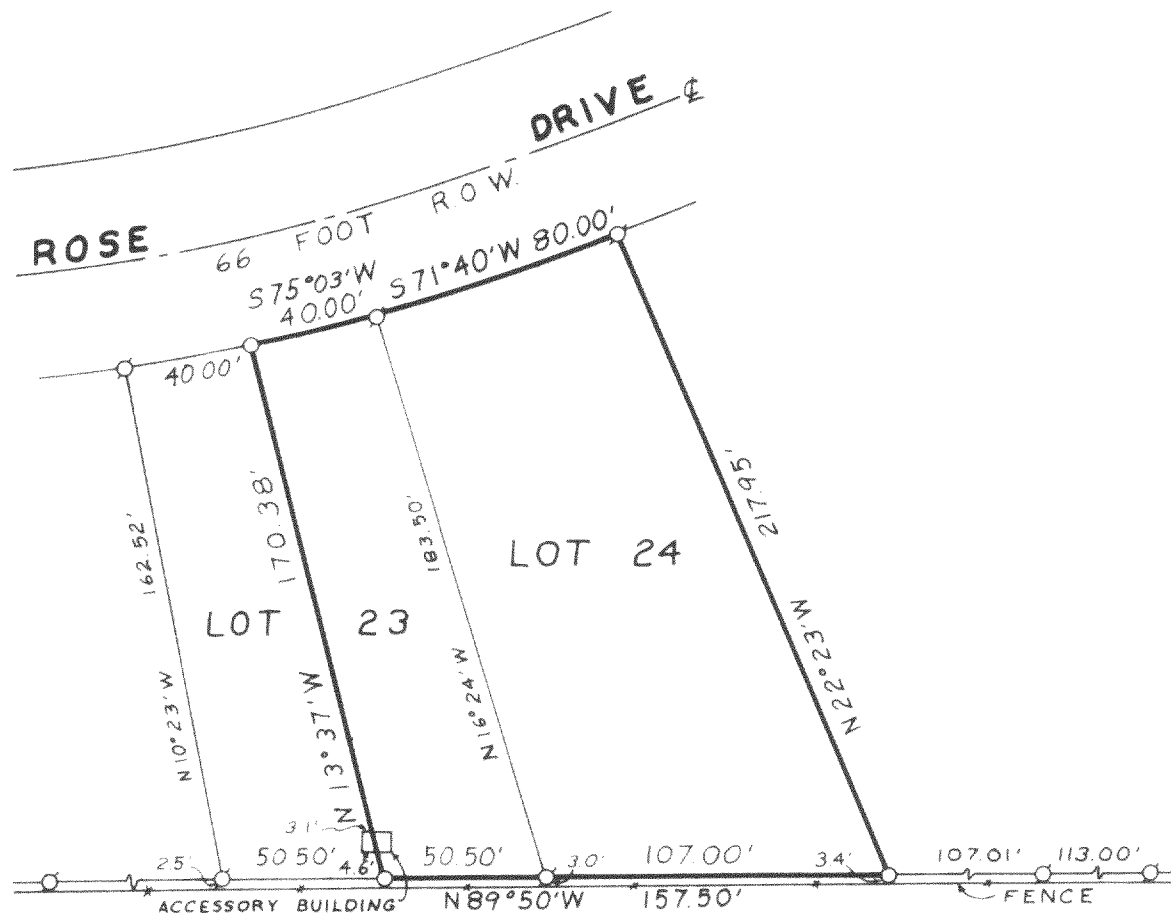 DRIVE ℄
ROSE
66 FOOT R.O.W.
S75°03'W
40.00'
S71°40'W 80.00'
40 00'
162.52'
N10°23'W
170.38'
N 13°37'W
183.50'
N16°24'W
217.95'
N 22°23'W
LOT 23
LOT 24
3.1'
2.5'
50 50'
4.6'
50.50'
3.0'
107.00'
3.4'
107.01'
113.00'
ACCESSORY BUILDING
N89°50'W 157.50'
FENCE